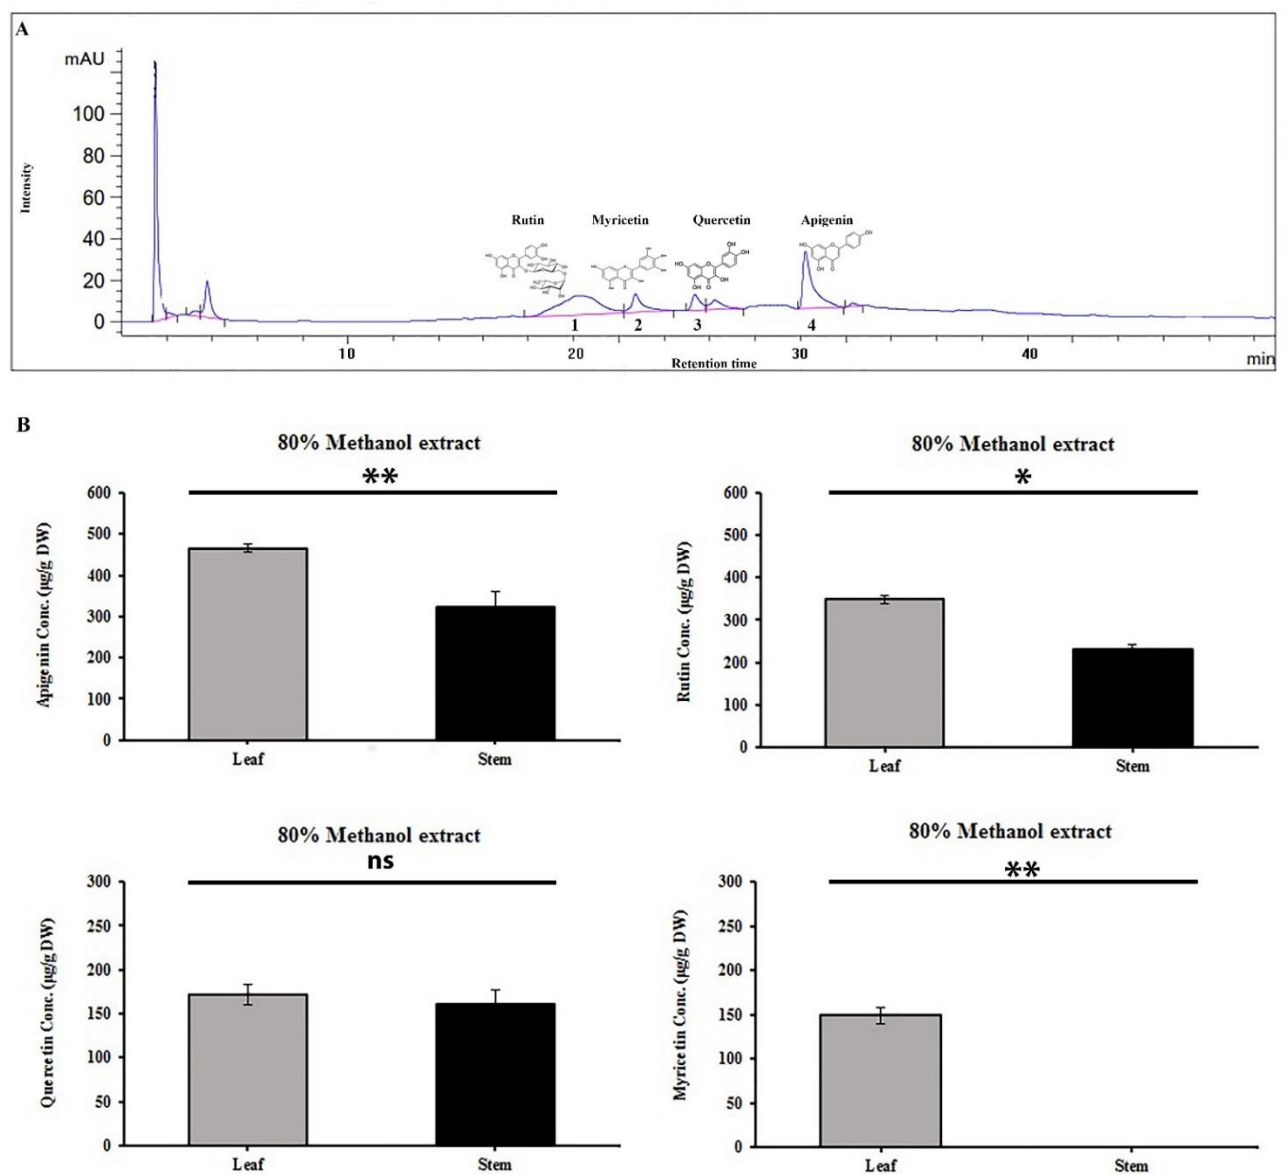 A
mAU
100
80
60
40
20
0
Intensity
Rutin Myricetin Quercetin Apigenin
1 2 3 4
10 20 30 40 min
Retention time
B
80% Methanol extract
**
600
500
400
300
200
100
0
Apigenin Conc. (µg/g DW)
Leaf Stem
80% Methanol extract
*
600
500
400
300
200
100
0
Rutin Conc. (µg/g DW)
Leaf Stem
80% Methanol extract
ns
300
250
200
150
100
50
0
Quercetin Conc. (µg/g DW)
Leaf Stem
80% Methanol extract
**
300
250
200
150
100
50
0
Myricetin Conc. (µg/g DW)
Leaf Stem